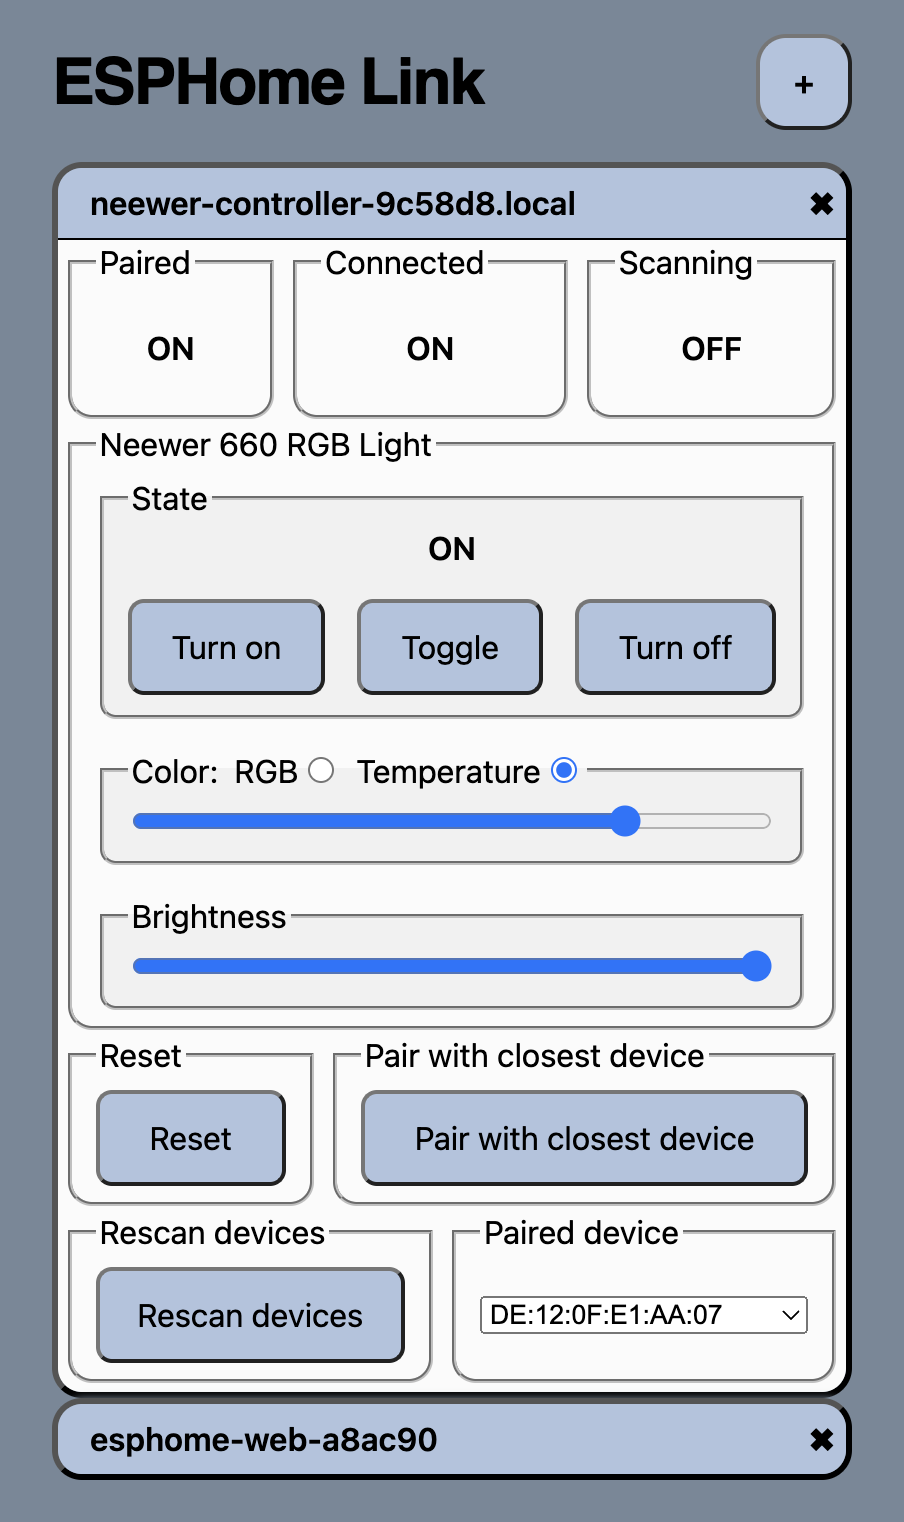 ESPHome Link
+
neewer-controller-9c58d8.local ✖
Paired Connected Scanning
ON ON OFF
Neewer 660 RGB Light
State
ON
Turn on Toggle Turn off
Color: RGB Temperature
Brightness
Reset Pair with closest device
Reset Pair with closest device
Rescan devices Paired device
Rescan devices DE:12:0F:E1:AA:07
esphome-web-a8ac90 ✖